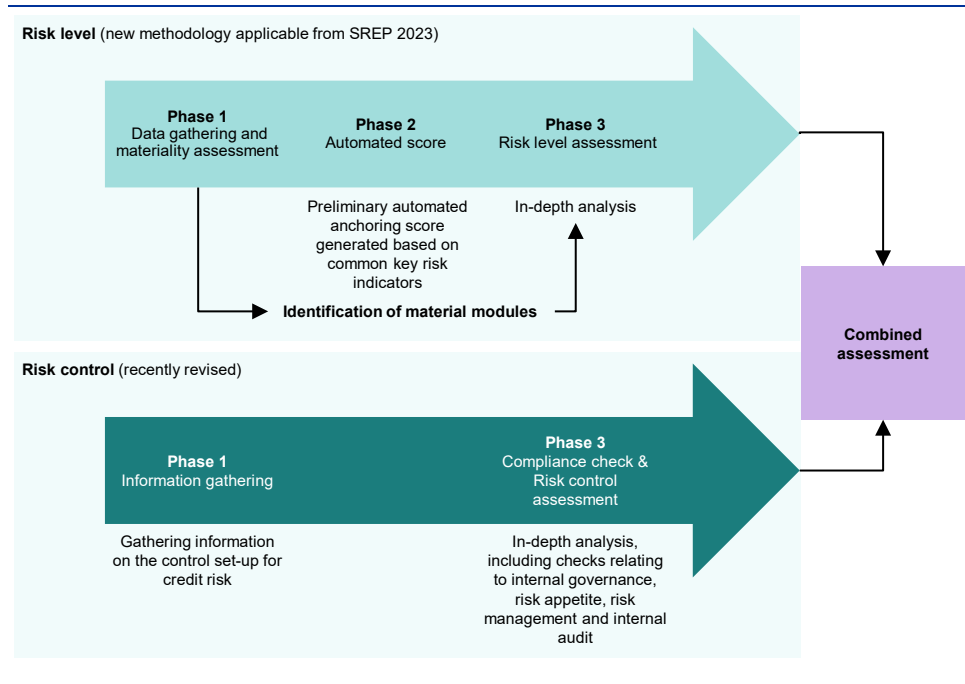 Risk level (new methodology applicable from SREP 2023)
Phase 1
Data gathering and
materiality assessment
Phase 2
Automated score
Phase 3
Risk level assessment
Preliminary automated
anchoring score
generated based on
common key risk
indicators
In-depth analysis
Identification of material modules
Combined
assessment
Risk control (recently revised)
Phase 1
Information gathering
Phase 3
Compliance check &
Risk control
assessment
Gathering information
on the control set-up for
credit risk
In-depth analysis,
including checks relating
to internal governance,
risk appetite, risk
management and internal
audit